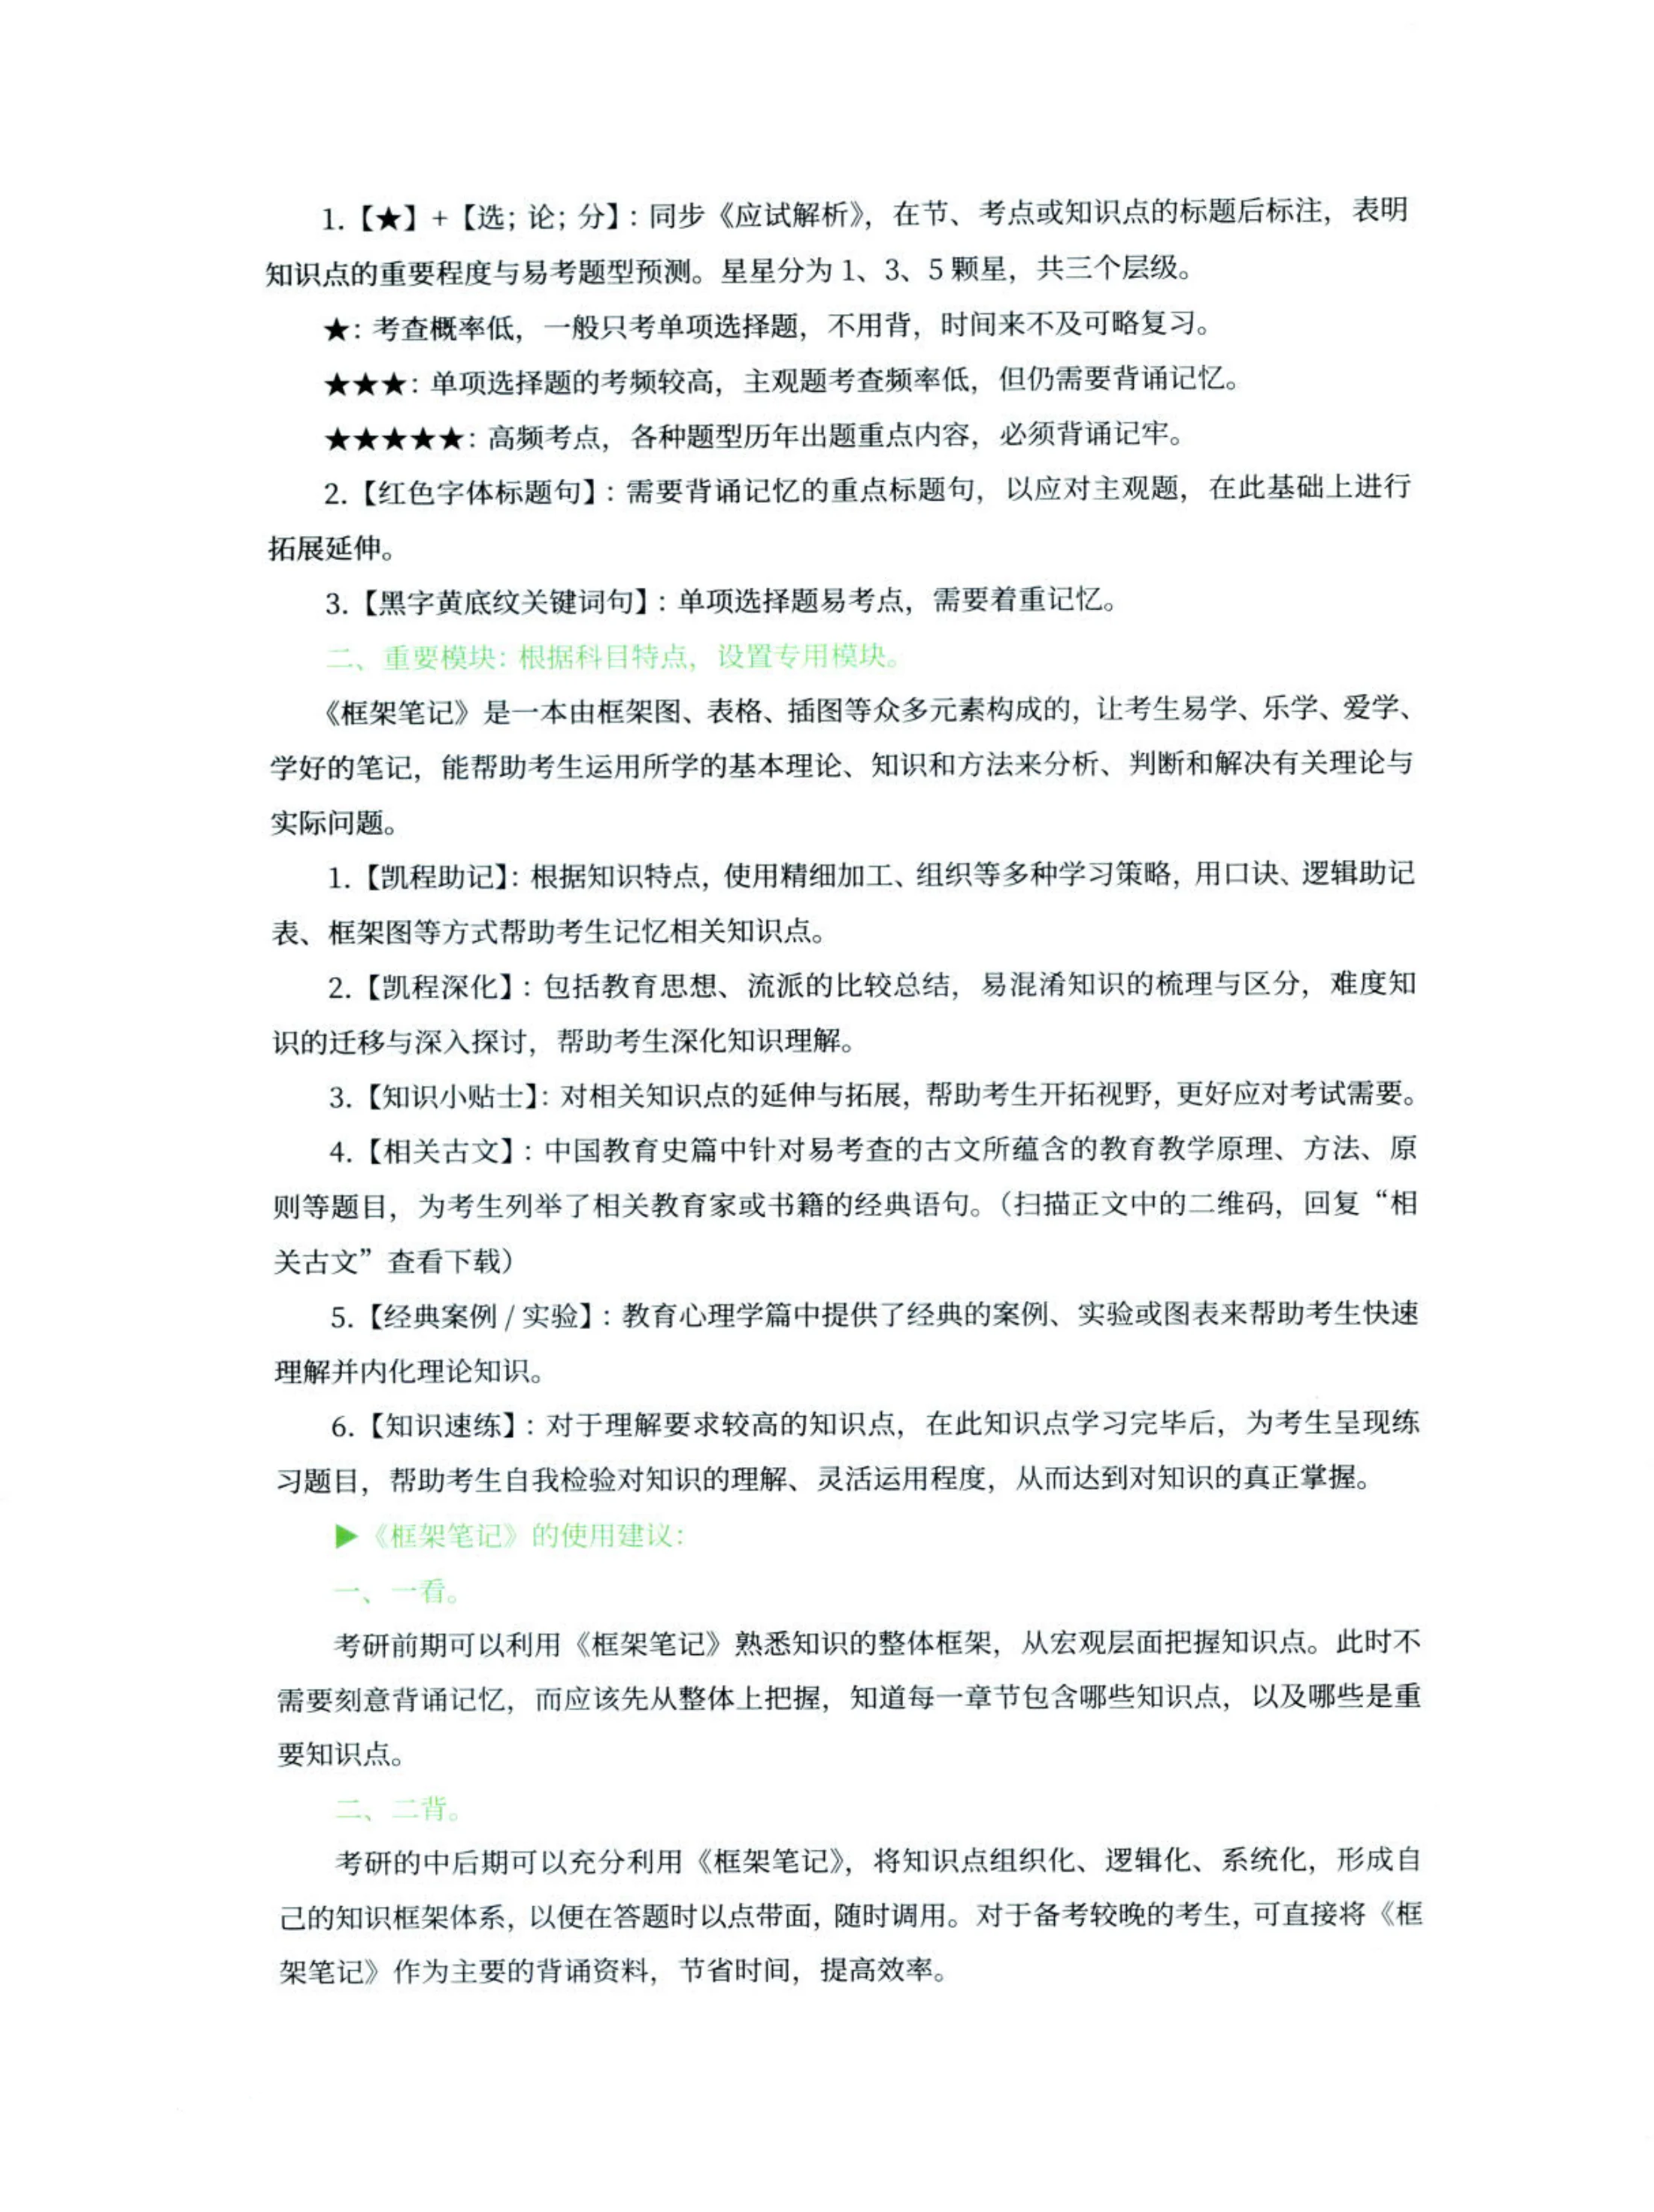 1.【★】+【选; 论; 分】: 同步《应试解析》，在节、考点或知识点的标题后标注，表明
知识点的重要程度与易考题型预测。星星分为 1、3、5 颗星，共三个层级。
★: 考查概率低，一般只考单项选择题，不用背，时间来不及可略复习。
★★★: 单项选择题的考频较高，主观题考查频率低，但仍需要背诵记忆。
★★★★★: 高频考点，各种题型历年出题重点内容，必须背诵记牢。
2.【红色字体标题句】: 需要背诵记忆的重点标题句，以应对主观题，在此基础上进行
拓展延伸。
3.【黑字黄底纹关键词句】: 单项选择题易考点，需要着重记忆。
二、重要模块: 根据科目特点，设置专用模块。
《框架笔记》是一本由框架图、表格、插图等众多元素构成的，让考生易学、乐学、爱学、
学好的笔记，能帮助考生运用所学的基本理论、知识和方法来分析、判断和解决有关理论与
实际问题。
1.【凯程助记】: 根据知识特点，使用精细加工、组织等多种学习策略，用口诀、逻辑助记
表、框架图等方式帮助考生记忆相关知识点。
2.【凯程深化】: 包括教育思想、流派的比较总结，易混淆知识的梳理与区分，难度知
识的迁移与深入探讨，帮助考生深化知识理解。
3.【知识小贴士】: 对相关知识点的延伸与拓展，帮助考生开拓视野，更好应对考试需要。
4.【相关古文】: 中国教育史篇中针对易考查的古文所蕴含的教育教学原理、方法、原
则等题目，为考生列举了相关教育家或书籍的经典语句。（扫描正文中的二维码，回复“相
关古文”查看下载）
5.【经典案例 / 实验】: 教育心理学篇中提供了经典的案例、实验或图表来帮助考生快速
理解并内化理论知识。
6.【知识速练】: 对于理解要求较高的知识点，在此知识点学习完毕后，为考生呈现练
习题目，帮助考生自我检验对知识的理解、灵活运用程度，从而达到对知识的真正掌握。
▶《框架笔记》的使用建议:
一、一看。
考研前期可以利用《框架笔记》熟悉知识的整体框架，从宏观层面把握知识点。此时不
需要刻意背诵记忆，而应该先从整体上把握，知道每一章节包含哪些知识点，以及哪些是重
要知识点。
二、二背。
考研的中后期可以充分利用《框架笔记》，将知识点组织化、逻辑化、系统化，形成自
己的知识框架体系，以便在答题时以点带面，随时调用。对于备考较晚的考生，可直接将《框
架笔记》作为主要的背诵资料，节省时间，提高效率。